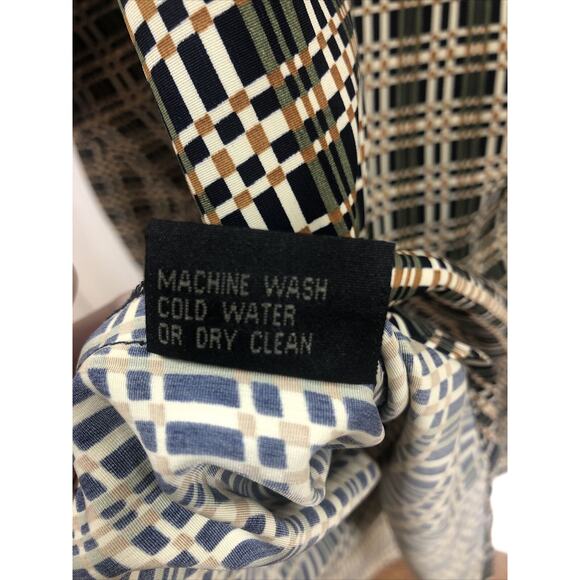 MACHINE WASH
COLD WATER
OR DRY CLEAN